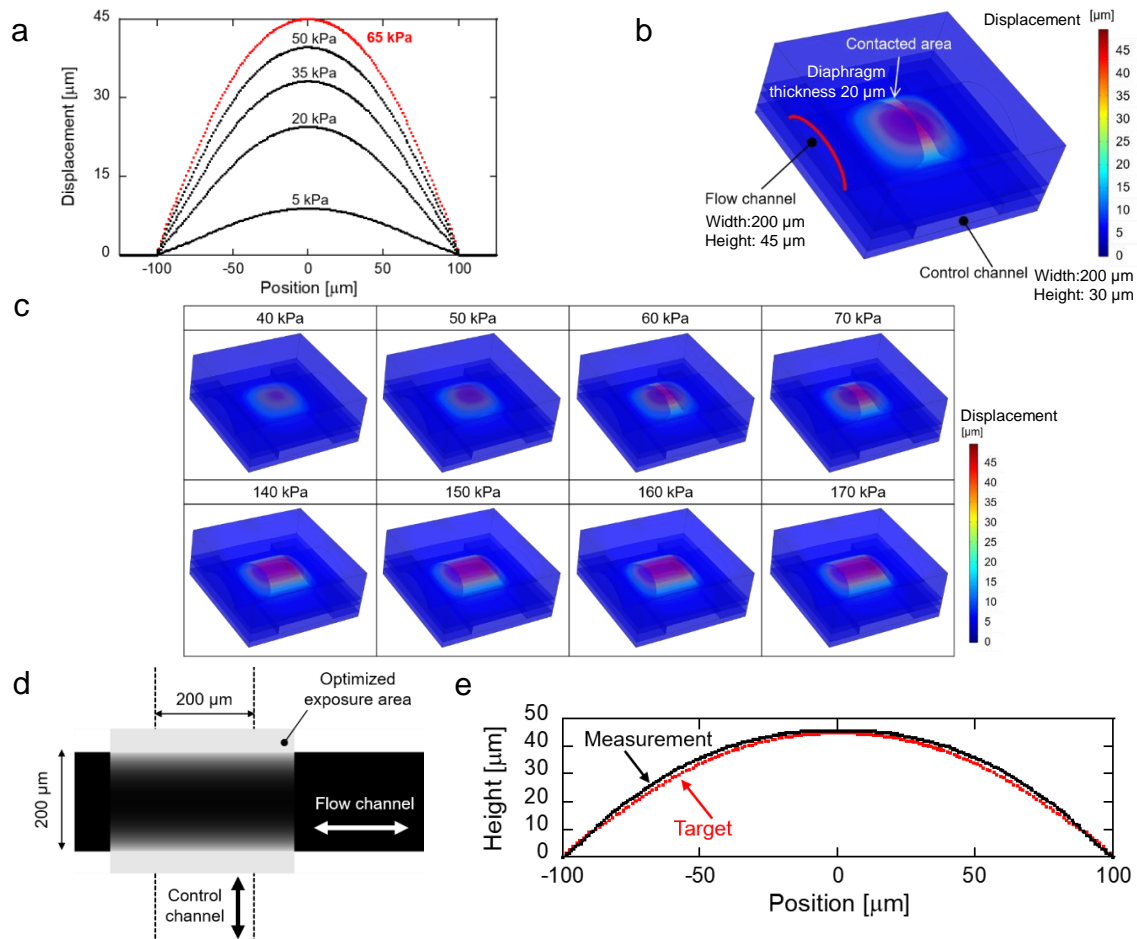 a
45
30
15
0
Displacement [μm]
65 kPa
50 kPa
35 kPa
20 kPa
5 kPa
-100
-50
0
50
100
Position [μm]
b
Displacement [μm]
Contacted area
Diaphragm
thickness 20 μm
Flow channel
Width:200 μm
Height: 45 μm
Control channel
Width:200 μm
Height: 30 μm
45
40
35
30
25
20
15
10
5
0
c
40 kPa
50 kPa
60 kPa
70 kPa
140 kPa
150 kPa
160 kPa
170 kPa
Displacement
[μm]
45
40
35
30
25
20
15
10
5
0
d
200 μm
Optimized
exposure area
200 μm
Flow channel
Control
channel
e
50
40
30
20
10
0
Height [μm]
Measurement
Target
-100
-50
0
50
100
Position [μm]